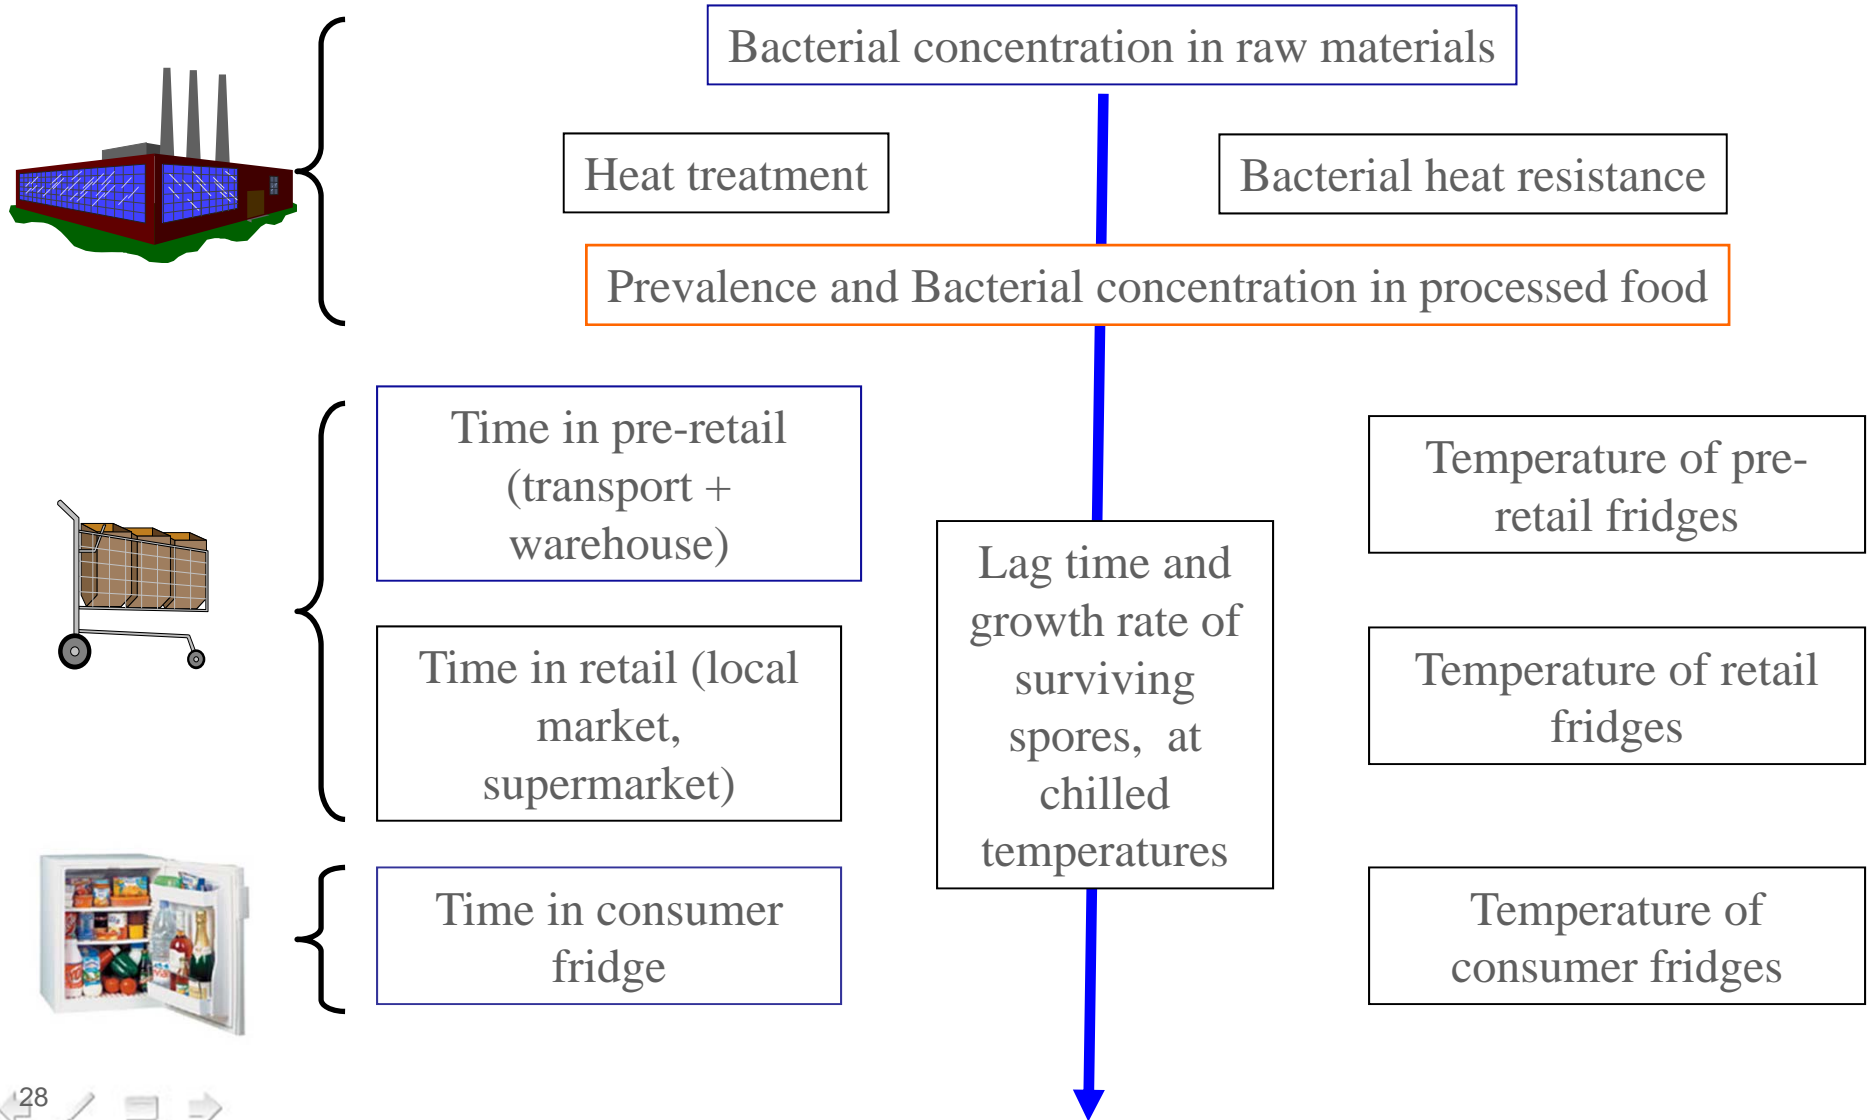 Bacterial concentration in raw materials
Heat treatment
Bacterial heat resistance
Prevalence and Bacterial concentration in processed food
Time in pre-retail
(transport +
warehouse)
Temperature of pre-
retail fridges
Lag time and
growth rate of
surviving
spores, at
chilled
temperatures
Time in retail (local
market,
supermarket)
Temperature of retail
fridges
Time in consumer
fridge
Temperature of
consumer fridges
28